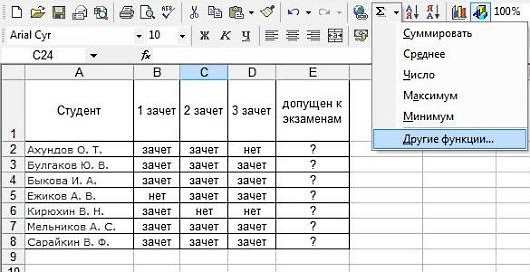 Σ 100%
Arial Cyr 10 Ж К Ч
C24 fx
Суммировать
Среднее
Число
Максимум
Минимум
Другие функции...
A B C D E
1 Студент 1 зачет 2 зачет 3 зачет допущен к экзаменам
2 Ахундов О. Т. зачет зачет нет ?
3 Булгаков Ю. В. зачет зачет зачет ?
4 Быкова И. А. зачет зачет зачет ?
5 Ежиков А. В. нет зачет зачет ?
6 Кирюхин В. Н. зачет нет нет ?
7 Мельников А. С. зачет зачет зачет ?
8 Сарайкин В. Ф. зачет зачет зачет ?
9